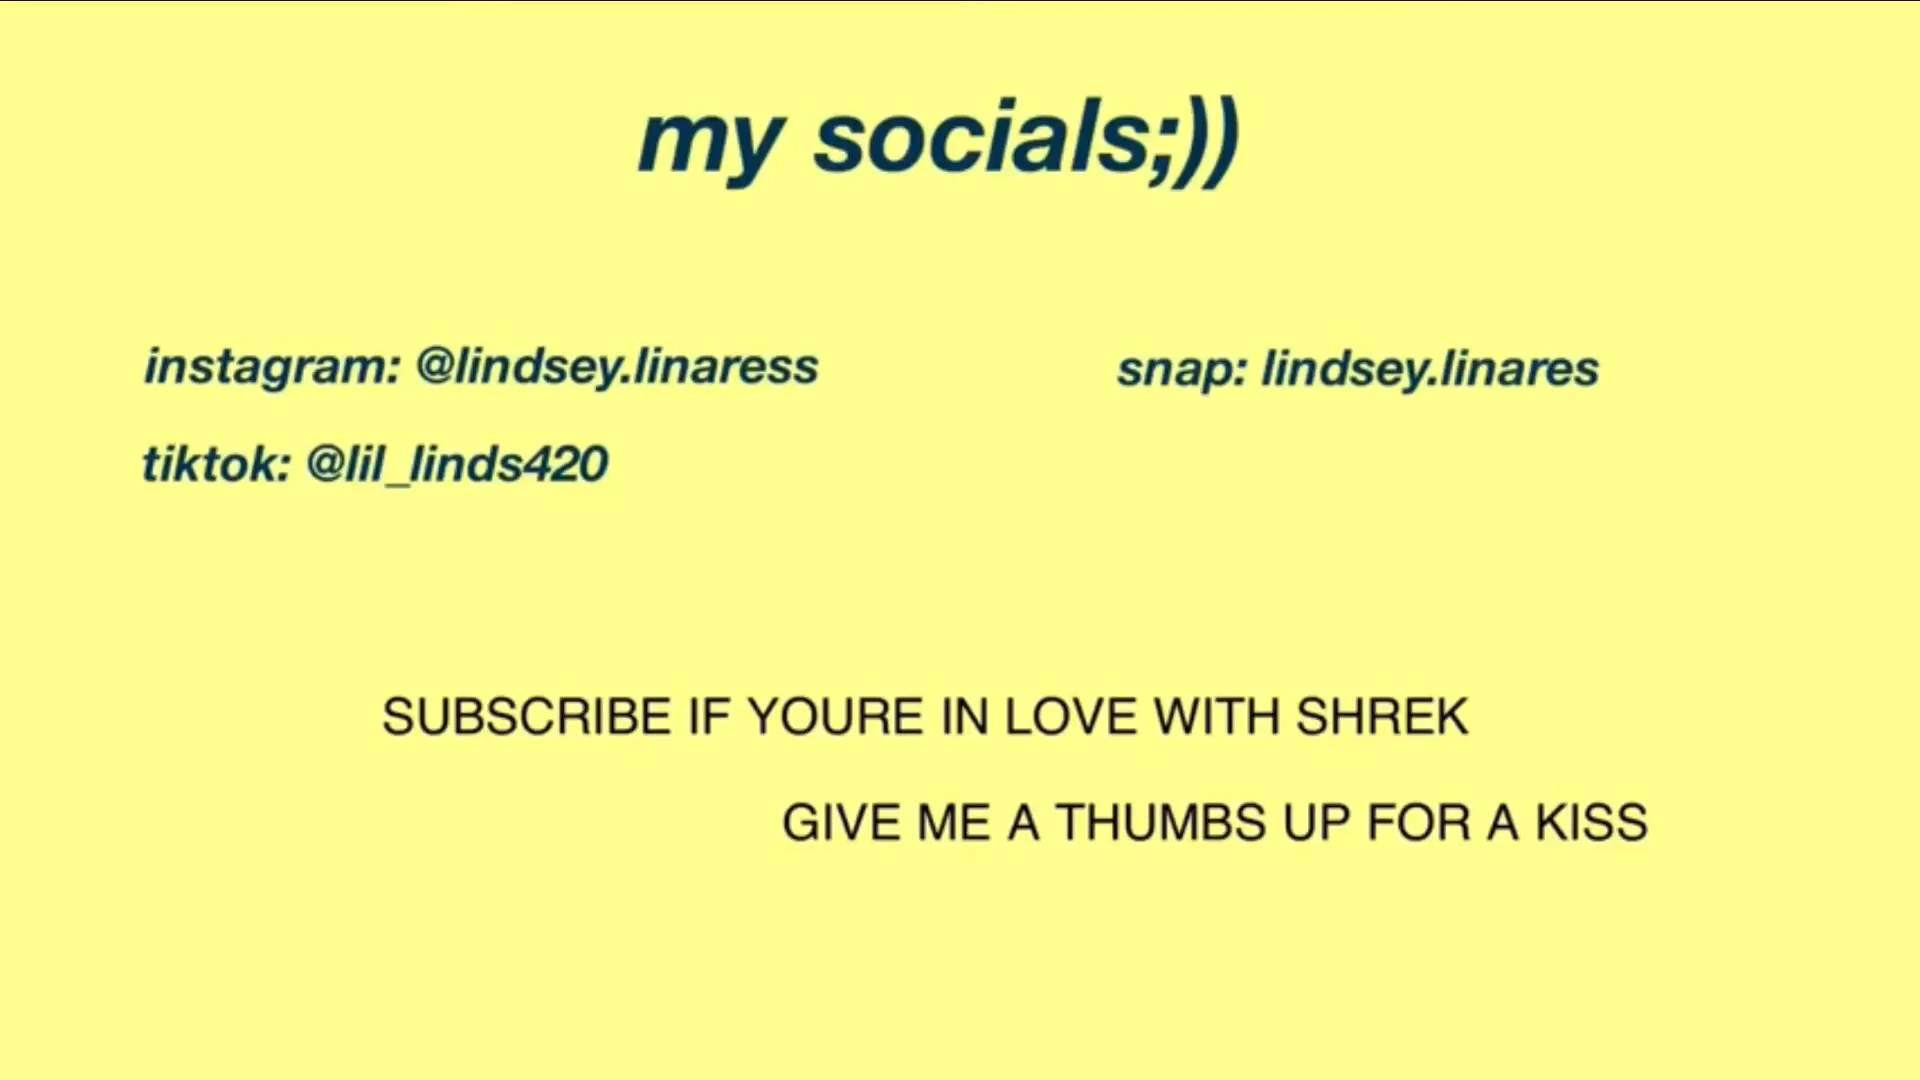 my socials;))
instagram: @lindsey.linaress
snap: lindsey.linares
tiktok: @lil_linds420
SUBSCRIBE IF YOURE IN LOVE WITH SHREK
GIVE ME A THUMBS UP FOR A KISS